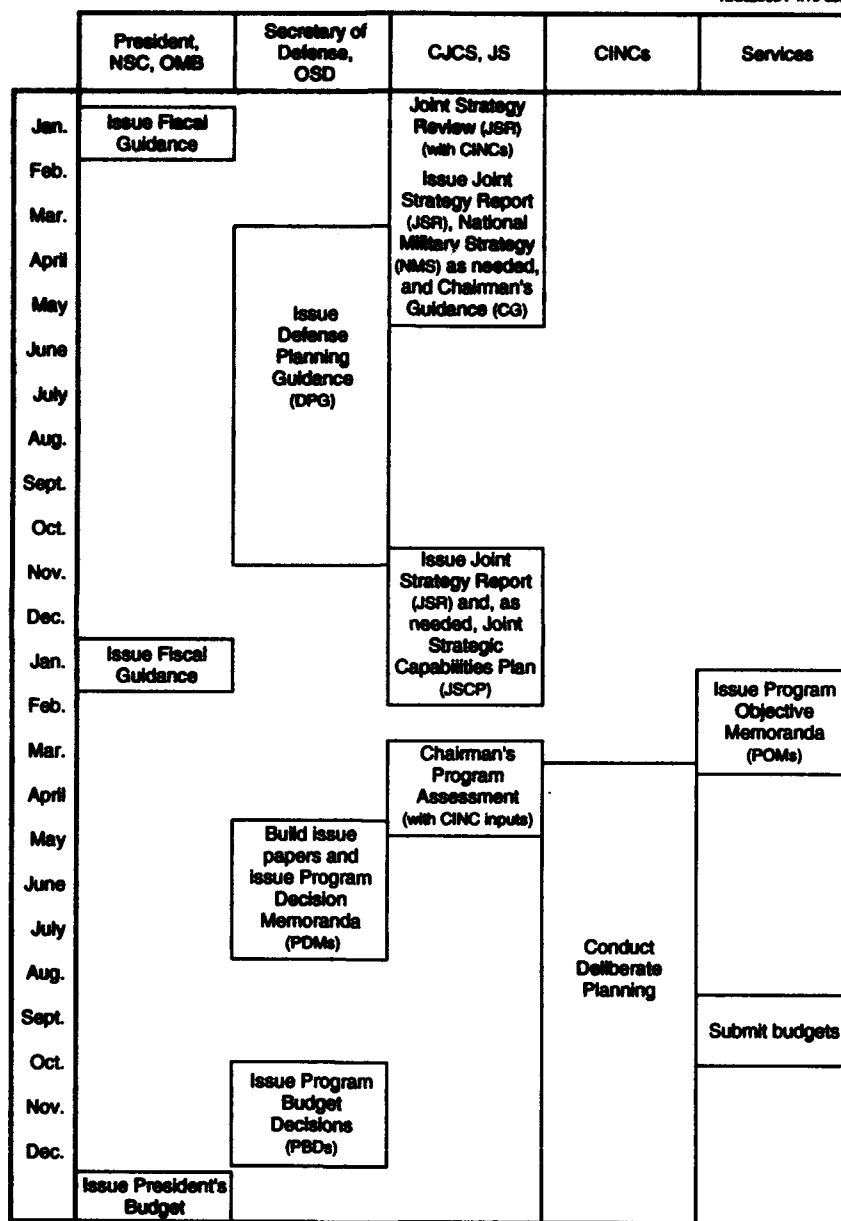 President,
NSC, OMB
Secretary of
Defense,
OSD
CJCS, JS
CINCs
Services
Jan.
Feb.
Mar.
April
May
June
July
Aug.
Sept.
Oct.
Nov.
Dec.
Jan.
Feb.
Mar.
April
May
June
July
Aug.
Sept.
Oct.
Nov.
Dec.
Issue Fiscal
Guidance
Issue Fiscal
Guidance
Issue President's
Budget
Issue
Defense
Planning
Guidance
(DPG)
Build issue
papers and
issue Program
Decision
Memoranda
(PDMs)
Issue Program
Budget
Decisions
(PBDs)
Joint Strategy
Review (JSR)
(with CINCs)
Issue Joint
Strategy Report
(JSR), National
Military Strategy
(NMS) as needed,
and Chairman's
Guidance (CG)
Issue Joint
Strategy Report
(JSR) and, as
needed, Joint
Strategic
Capabilities Plan
(JSCP)
Chairman's
Program
Assessment
(with CINC inputs)
Conduct
Deliberate
Planning
Issue Program
Objective
Memoranda
(POMs)
Submit budgets